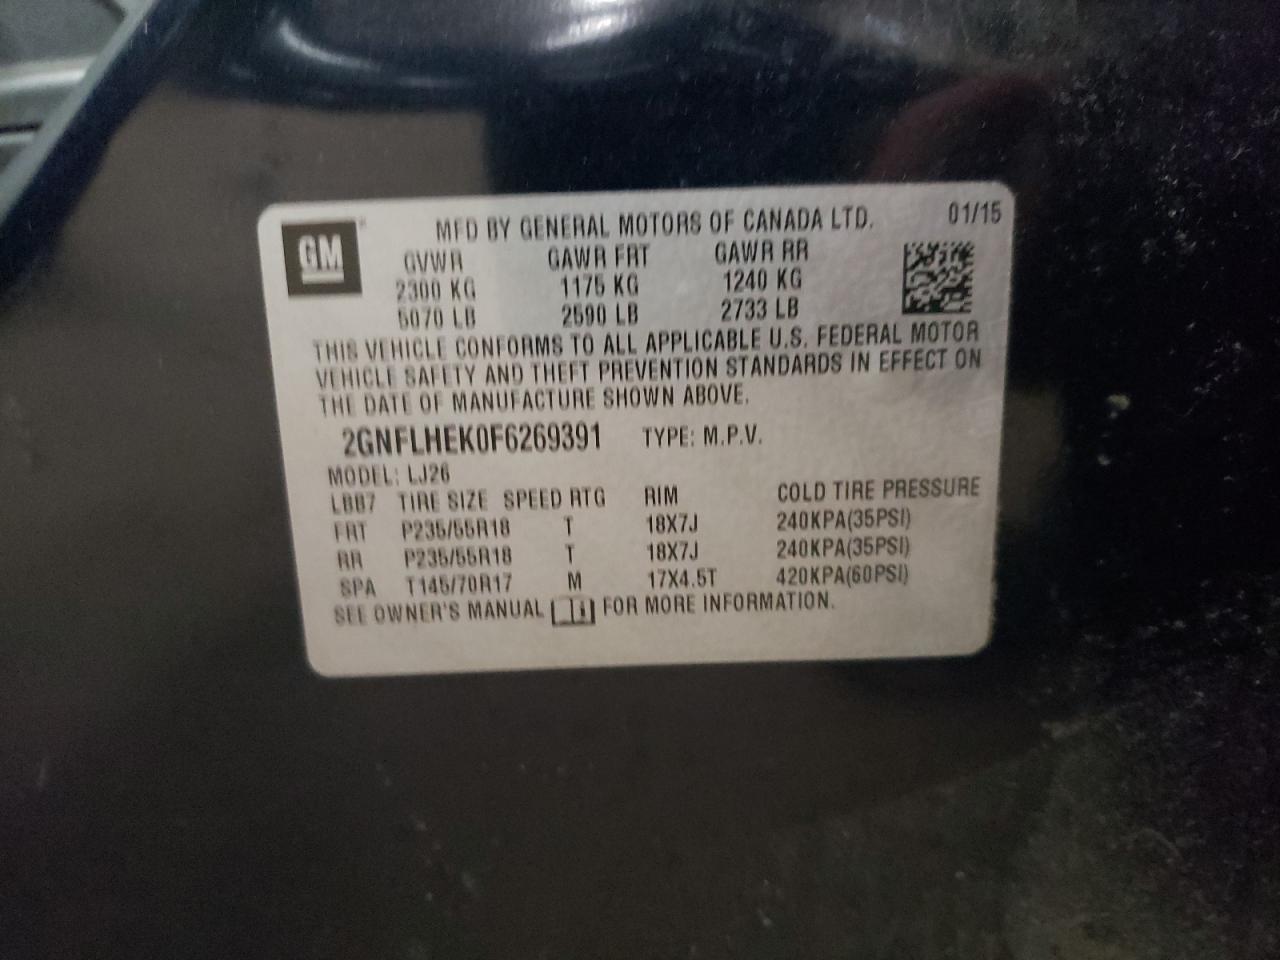 MFD BY GENERAL MOTORS OF CANADA LTD. 01/15
GM
GVWR GAWR FRT GAWR RR
2300 KG 1175 KG 1240 KG
5070 LB 2590 LB 2733 LB
THIS VEHICLE CONFORMS TO ALL APPLICABLE U.S. FEDERAL MOTOR
VEHICLE SAFETY AND THEFT PREVENTION STANDARDS IN EFFECT ON
THE DATE OF MANUFACTURE SHOWN ABOVE.
2GNFLHEK0F6269391 TYPE: M.P.V.
MODEL: LJ26
LBB7 TIRE SIZE SPEED RTG RIM COLD TIRE PRESSURE
FRT P235/55R18 T 18X7J 240KPA(35PSI)
RR P235/55R18 T 18X7J 240KPA(35PSI)
SPA T145/70R17 M 17X4.5T 420KPA(60PSI)
SEE OWNER'S MANUAL FOR MORE INFORMATION.